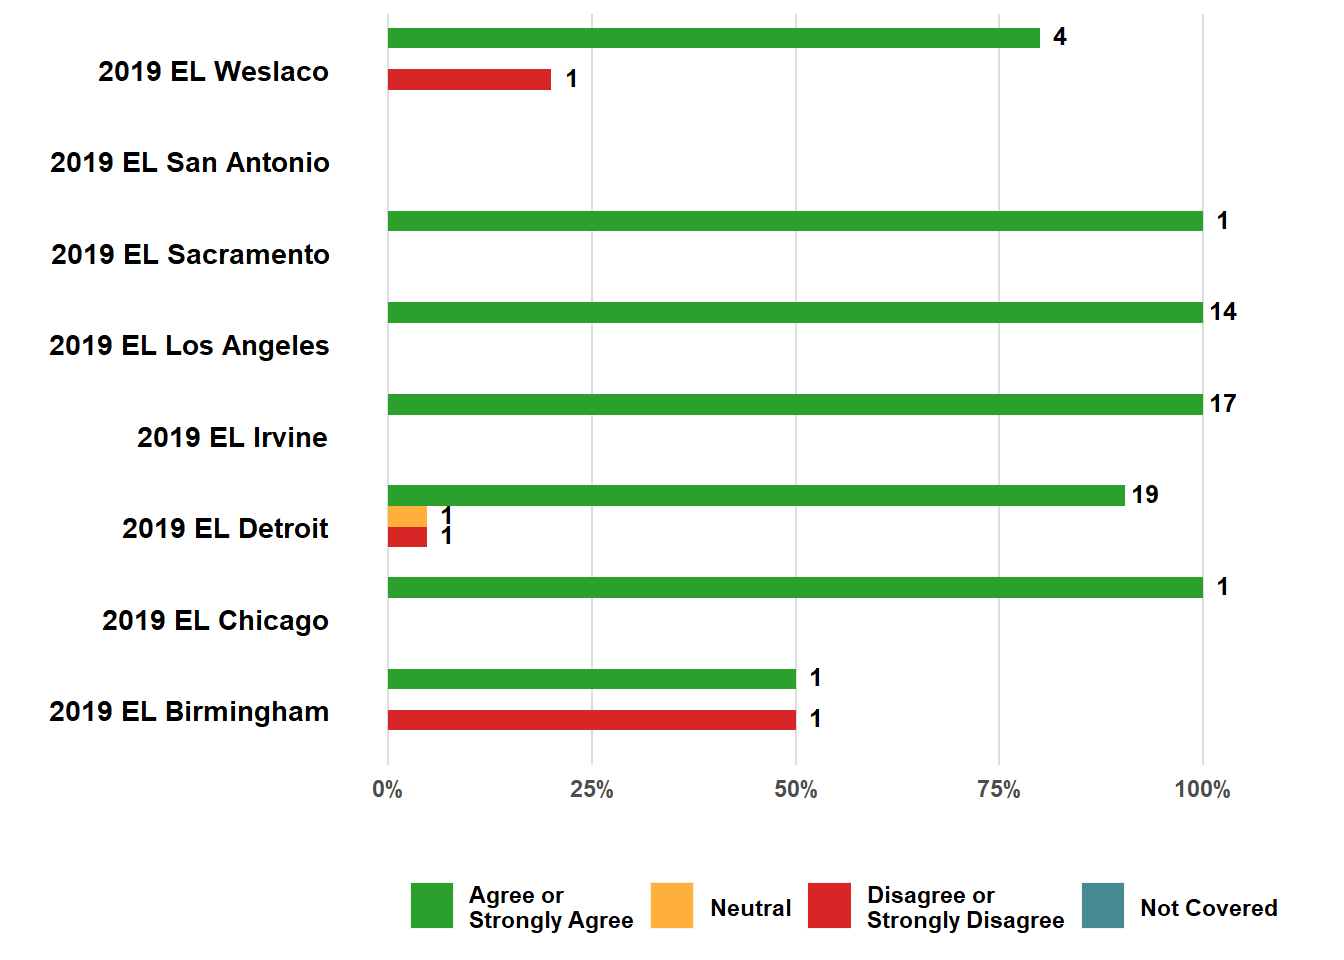 4
2019 EL Weslaco
1
2019 EL San Antonio
1
2019 EL Sacramento
14
2019 EL Los Angeles
17
2019 EL Irvine
19
1
2019 EL Detroit
1
1
2019 EL Chicago
1
2019 EL Birmingham
1
0% 25% 50% 75% 100%
Agree or
Strongly Agree
Neutral
Disagree or
Strongly Disagree
Not Covered